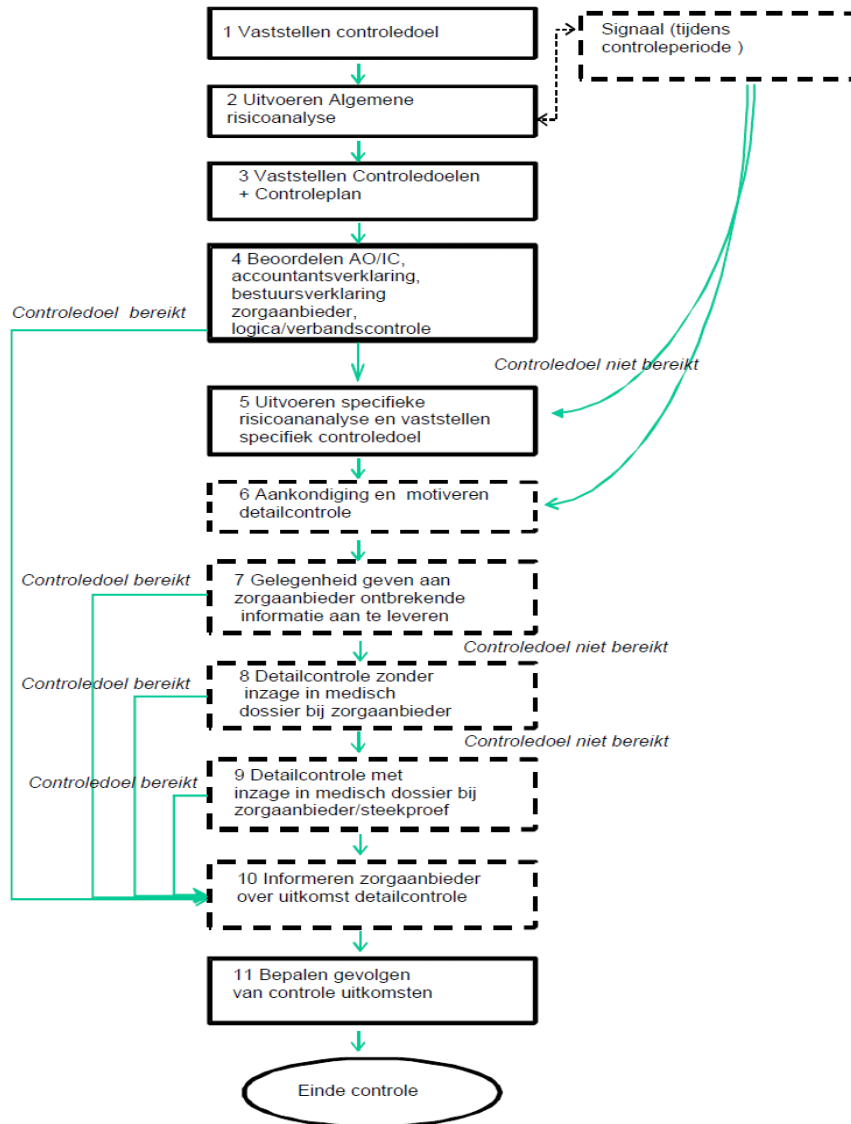 1 Vaststellen controledoel
Signaal (tijdens
controleperiode )
2 Uitvoeren Algemene
risicoanalyse
3 Vaststellen Controledoelen
+ Controleplan
4 Beoordelen AO/IC,
accountantsverklaring,
bestuursverklaring
zorgaanbieder,
logica/verbandscontrole
Controledoel bereikt
Controledoel niet bereikt
5 Uitvoeren specifieke
risicoananalyse en vaststellen
specifiek controledoel
6 Aankondiging en motiveren
detailcontrole
Controledoel bereikt
7 Gelegenheid geven aan
zorgaanbieder ontbrekende
informatie aan te leveren
Controledoel niet bereikt
Controledoel bereikt
8 Detailcontrole zonder
inzage in medisch
dossier bij zorgaanbieder
Controledoel niet bereikt
Controledoel bereikt
9 Detailcontrole met
inzage in medisch dossier bij
zorgaanbieder/steekproef
10 Informeren zorgaanbieder
over uitkomst detailcontrole
11 Bepalen gevolgen
van controle uitkomsten
Einde controle